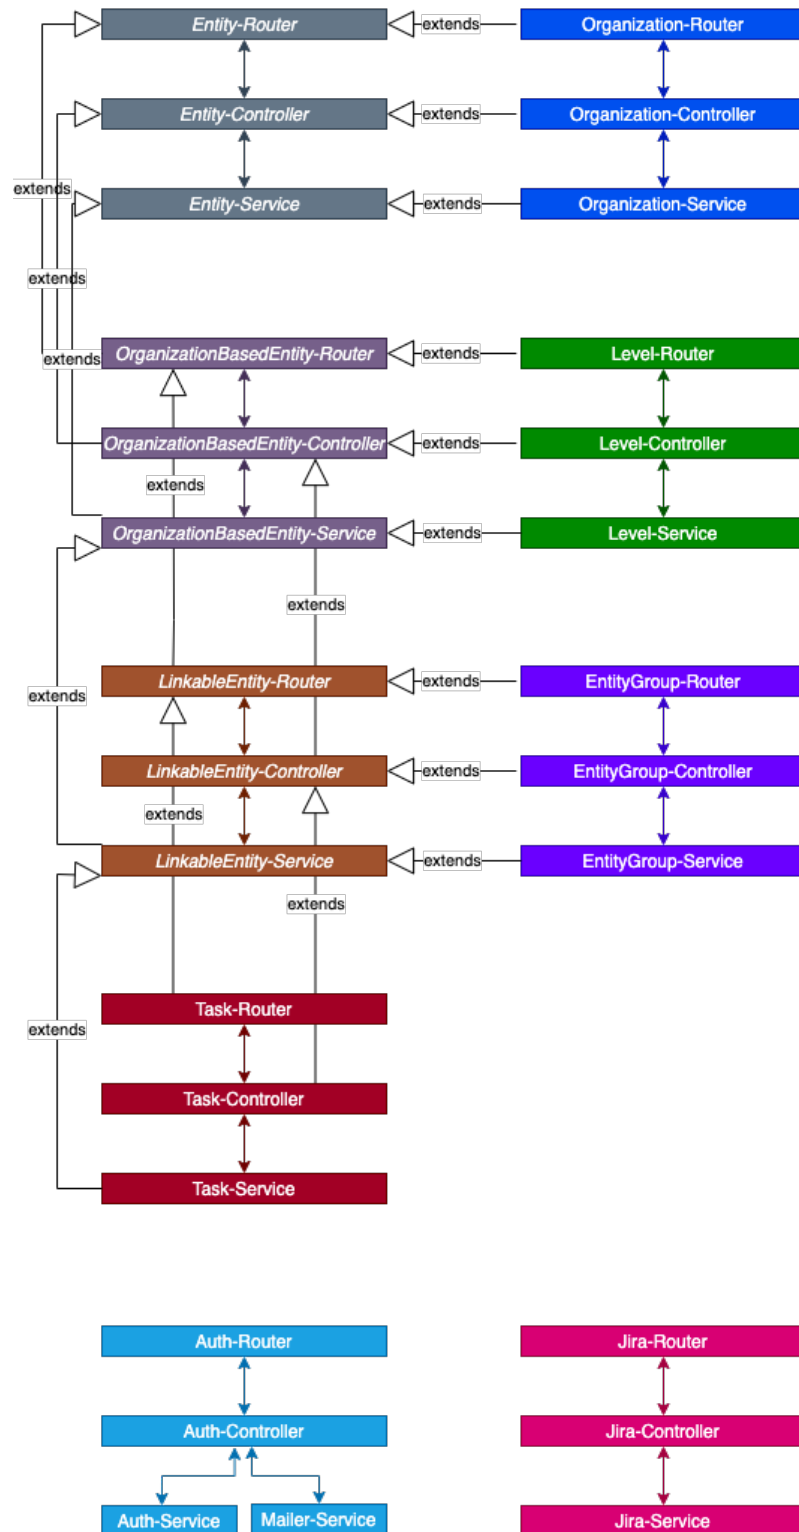 Entity-Router
extends
Organization-Router
Entity-Controller
extends
Organization-Controller
extends
Entity-Service
extends
Organization-Service
extends
extends
OrganizationBasedEntity-Router
extends
Level-Router
OrganizationBasedEntity-Controller
extends
Level-Controller
extends
OrganizationBasedEntity-Service
extends
Level-Service
extends
LinkableEntity-Router
extends
EntityGroup-Router
extends
LinkableEntity-Controller
extends
EntityGroup-Controller
extends
LinkableEntity-Service
extends
EntityGroup-Service
extends
Task-Router
extends
Task-Controller
Task-Service
Auth-Router
Jira-Router
Auth-Controller
Jira-Controller
Auth-Service
Mailer-Service
Jira-Service